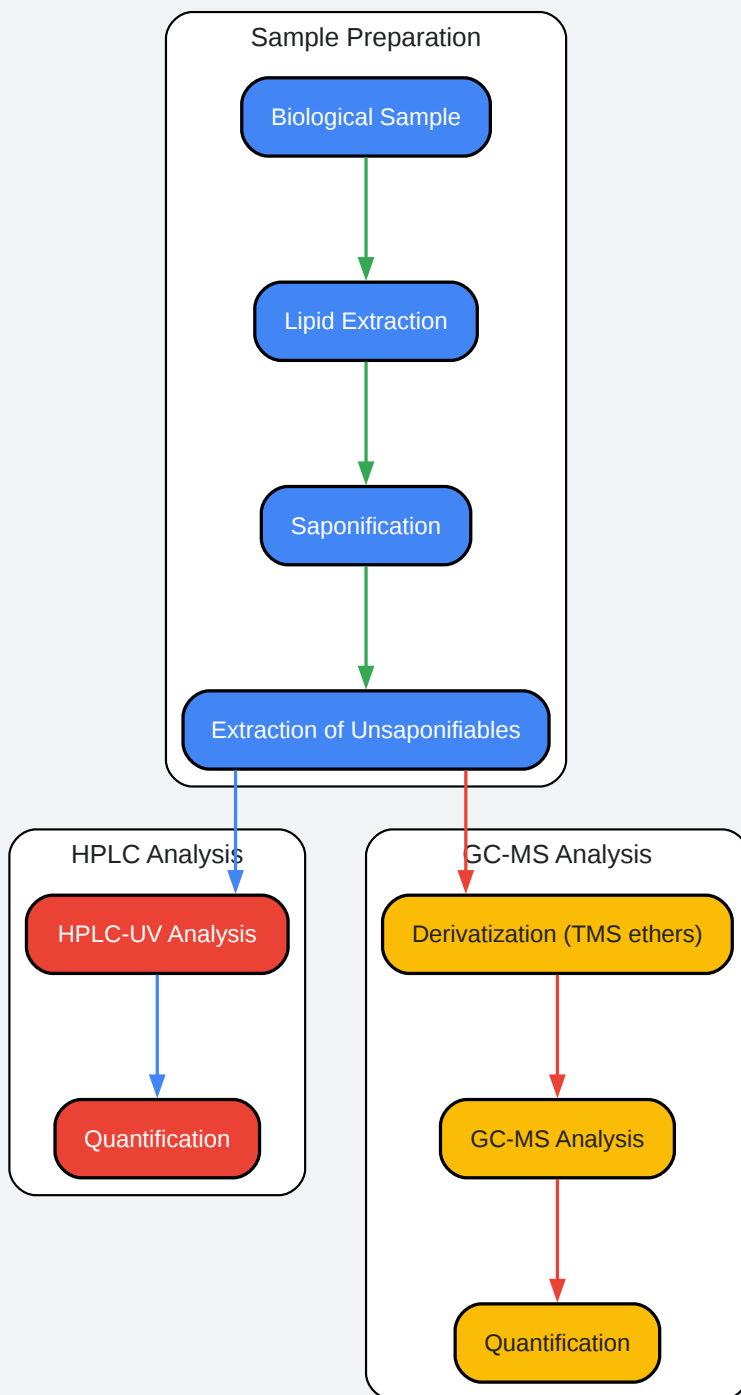 Sample Preparation
Biological Sample
Lipid Extraction
Saponification
Extraction of Unsaponifiables
HPLC Analysis
HPLC-UV Analysis
Quantification
GC-MS Analysis
Derivatization (TMS ethers)
GC-MS Analysis
Quantification